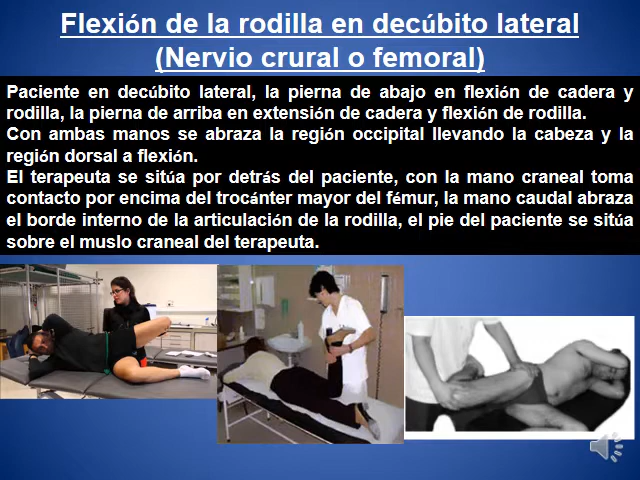 Flexión de la rodilla en decúbito lateral
(Nervio crural o femoral)
Paciente en decúbito lateral, la pierna de abajo en flexión de cadera y
rodilla, la pierna de arriba en extensión de cadera y flexión de rodilla.
Con ambas manos se abraza la región occipital llevando la cabeza y la
región dorsal a flexión.
El terapeuta se sitúa por detrás del paciente, con la mano craneal toma
contacto por encima del trocánter mayor del fémur, la mano caudal abraza
el borde interno de la articulación de la rodilla, el pie del paciente se sitúa
sobre el muslo craneal del terapeuta.